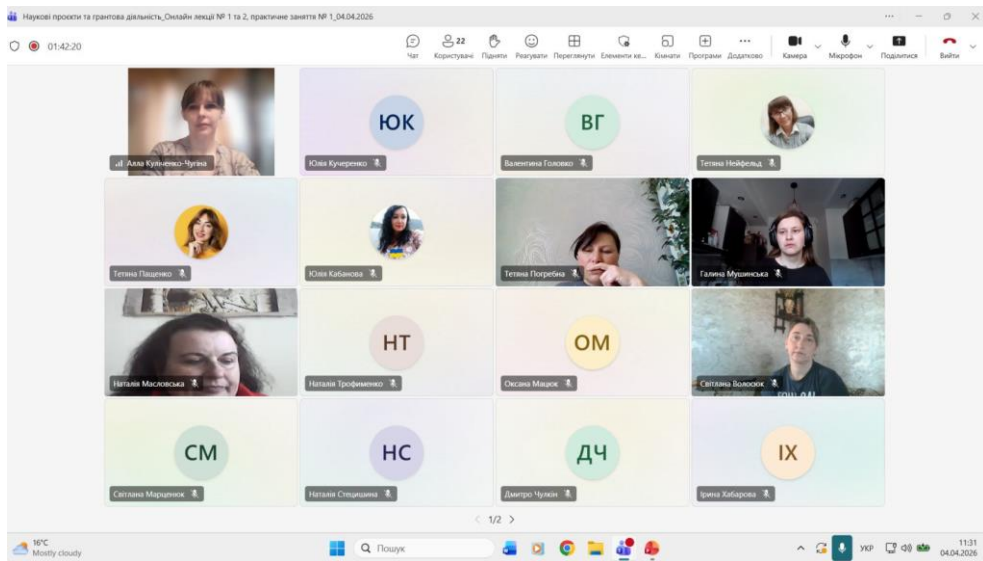 Наукові проєкти та грантова діяльність_Онлайн лекції № 1 та 2, практичне заняття № 1_04.04.2026
01:42:20
Чат
22
Користувачі
Підняти
Реагувати
Переглянути
Елементи ке...
Кімнати
Програми
Додатково
Камера
Мікрофон
Поділитися
Вийти
Алла Куліченко-Чугіна
ЮК
Юлія Кучеренко
ВГ
Валентина Головко
Тетяна Нейфельд
Тетяна Пащенко
Юлія Кабанова
Тетяна Погребна
Галина Мушинська
Наталія Масловська
НТ
Наталія Трофименко
ОМ
Оксана Мацюк
Світлана Волосюк
СМ
Світлана Марценюк
НС
Наталія Стецишина
ДЧ
Дмитро Чулкін
ІХ
Ірина Хабарова
1/2
16°C
Mostly cloudy
Пошук
УКР
11:31
04.04.2026